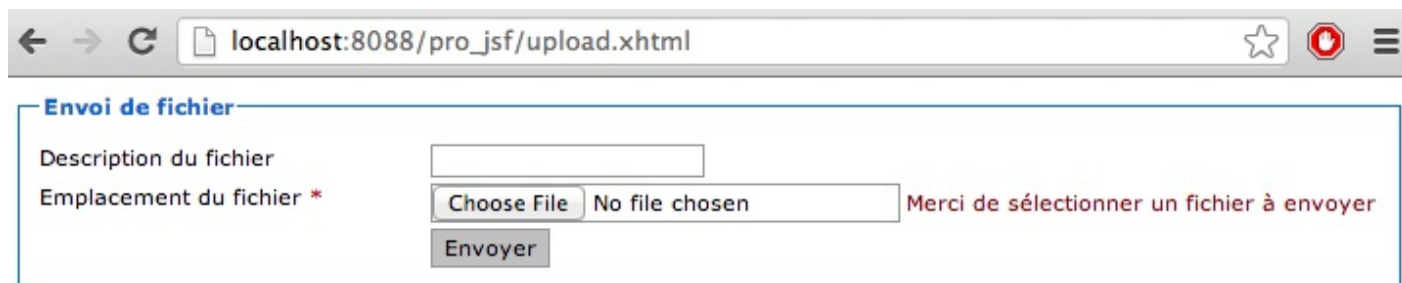 localhost:8088/pro_jsf/upload.xhtml
Envoi de fichier
Description du fichier
Emplacement du fichier * Choose File No file chosen Merci de sélectionner un fichier à envoyer
Envoyer